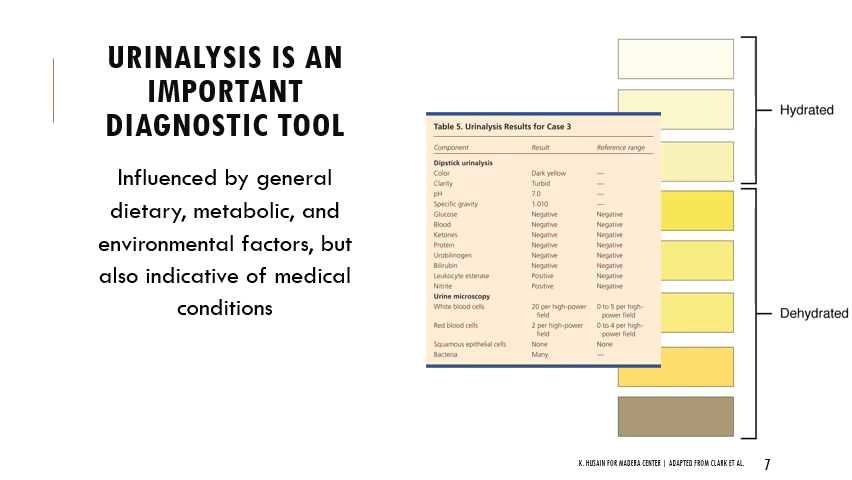 URINALYSIS IS AN
IMPORTANT
DIAGNOSTIC TOOL
Influenced by general
dietary, metabolic, and
environmental factors, but
also indicative of medical
conditions
Table 5. Urinalysis Results for Case 3
Component Result Reference range
Dipstick urinalysis
Color Dark yellow —
Clarity Turbid —
pH 7.0 —
Specific gravity 1.010 —
Glucose Negative Negative
Blood Negative Negative
Ketones Negative Negative
Protein Negative Negative
Urobilinogen Negative Negative
Bilirubin Negative Negative
Leukocyte esterase Positive Negative
Nitrite Positive Negative
Urine microscopy
White blood cells 20 per high-power 0 to 5 per high-
field power field
Red blood cells 2 per high-power 0 to 4 per high-
field power field
Squamous epithelial cells None None
Bacteria Many —
Hydrated
Dehydrated
K. HUSAIN FOR MADERA CENTER | ADAPTED FROM CLARK ET AL. 7